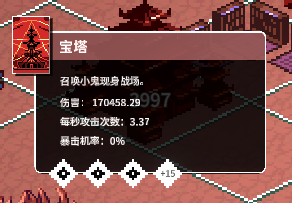 宝塔
召唤小鬼现身战场。
伤害： 170458.29
每秒攻击次数：3.37
暴击机率：0%
+15